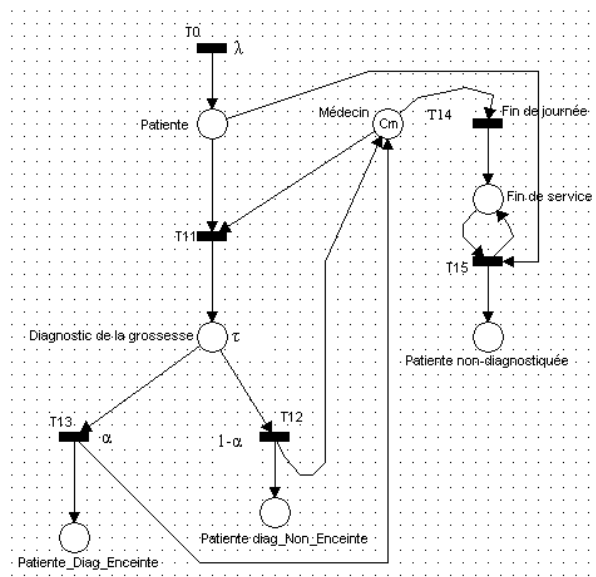 T0
λ
Patiente
Médecin
Cm
T14
Fin de journée
Fin de service
T11
T15
Diagnostic de la grossesse
τ
Patiente non-diagnostiquée
T13
α
1-α
T12
Patiente diag_Non_Enceinte
Patiente_Diag_Enceinte